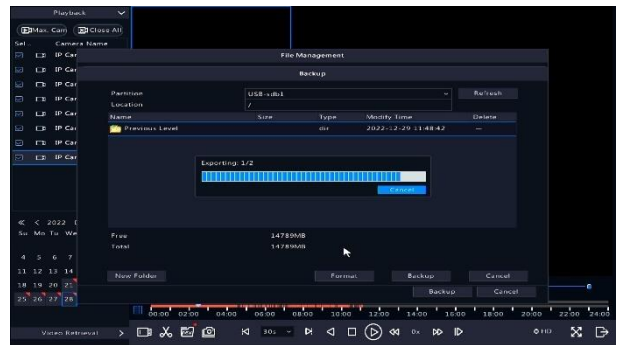 Playback
Max. Cam
Close All
Sel..
Camera Name
IP Car
IP Car
IP Car
IP Car
IP Car
IP Car
IP Car
IP Car
File Management
Backup
Partition
USB-sdb1
Refresh
Location
/
Name Size Type Modify Time Delete
Previous Level dir 2022-12-29 11:48:42 —
Exporting: 1/2
Cancel
Free 14789MB
Total 14789MB
New Folder Format Backup Cancel
Backup Cancel
≪ < 2022
Su Mo Tu We
4 5 6 7
11 12 13 14
18 19 20 21
25 26 27 28
00:00 02:00 04:00 06:00 08:00 10:00 12:00 14:00 16:00 18:00 20:00 22:00 24:00
Video Retrieval >
30s
0x
HD